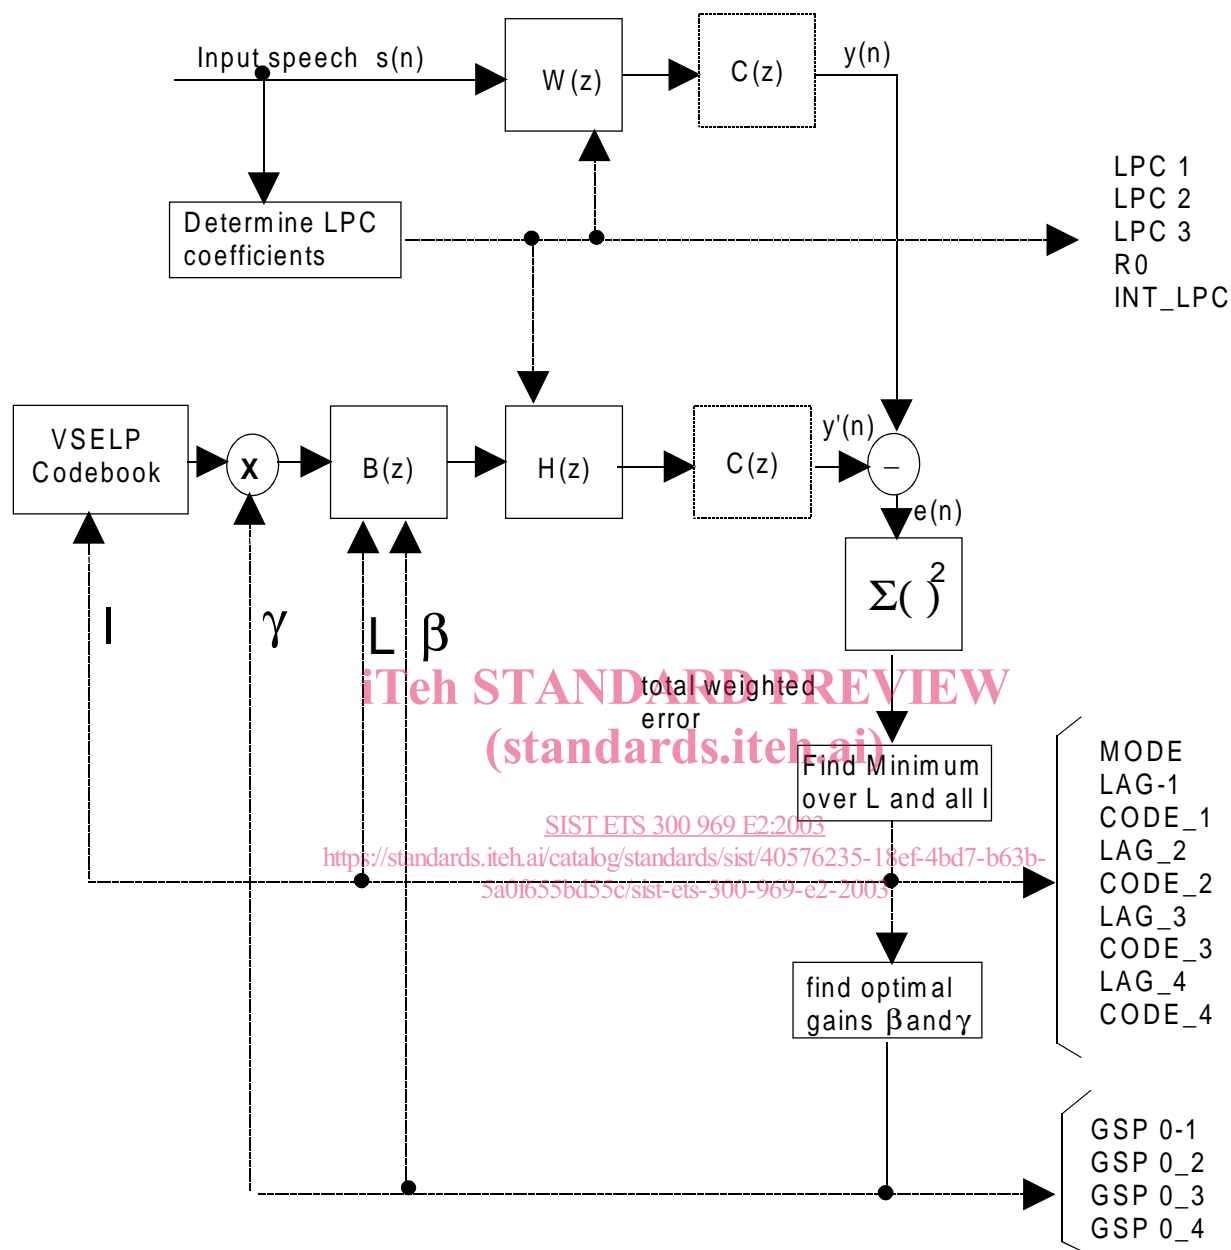 Input speech s(n)
W(z)
C(z)
y(n)
Determine LPC
coefficients
LPC 1
LPC 2
LPC 3
R0
INT_LPC
VSELP
Codebook
X
B(z)
H(z)
C(z)
y'(n)
−
e(n)
Σ( )²
I
γ
L
β
iTeh STANDARD PREVIEW
(standards.iteh.ai)
total weighted
error
Find Minimum
over L and all I
SIST ETS 300 969 E2:2003
https://standards.iteh.ai/catalog/standards/sist/40576235-18ef-4bd7-b63b-
5a0f655bd55c/sist-ets-300-969-e2-2003
MODE
LAG-1
CODE_1
LAG_2
CODE_2
LAG_3
CODE_3
LAG_4
CODE_4
find optimal
gains β and γ
GSP 0-1
GSP 0_2
GSP 0_3
GSP 0_4